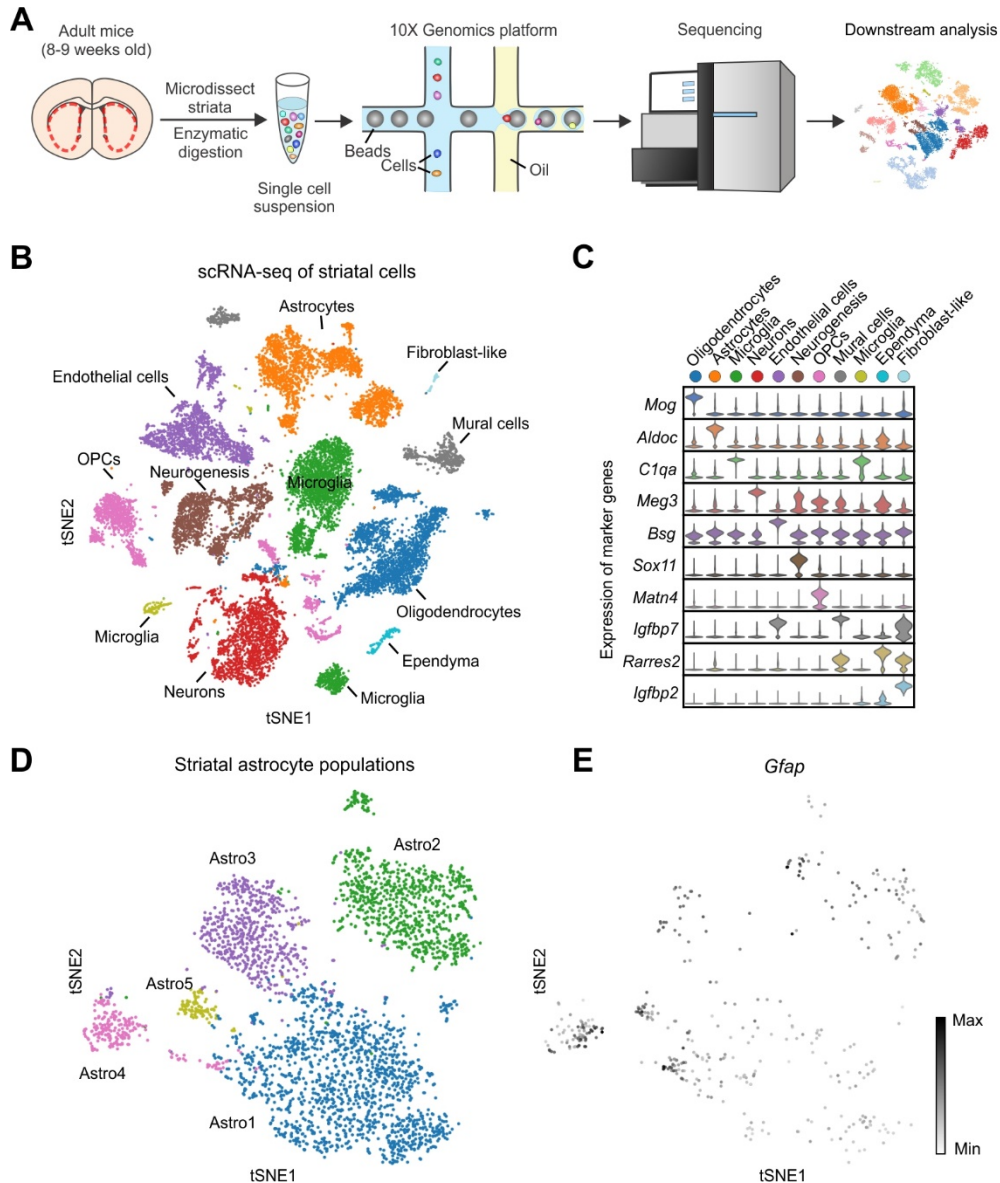 A
Adult mice
(8-9 weeks old)
Microdissect
striata
Enzymatic
digestion
Single cell
suspension
10X Genomics platform
Beads
Cells
Oil
Sequencing
Downstream analysis
B
scRNA-seq of striatal cells
Astrocytes
Fibroblast-like
Endothelial cells
Mural cells
OPCs
Neurogenesis
Microglia
Oligodendrocytes
Microglia
Ependyma
Neurons
Microglia
tSNE2
tSNE1
C
Oligodendrocytes
Astrocytes
Microglia
Neurons
Endothelial cells
Neurogenesis
OPCs
Mural cells
Microglia
Ependyma
Fibroblast-like
Expression of marker genes
Mog
Aldoc
C1qa
Meg3
Bsg
Sox11
Matn4
Igfbp7
Rarres2
Igfbp2
D
Striatal astrocyte populations
Astro3
Astro2
Astro5
Astro4
Astro1
tSNE2
tSNE1
E
Gfap
tSNE2
Max
Min
tSNE1